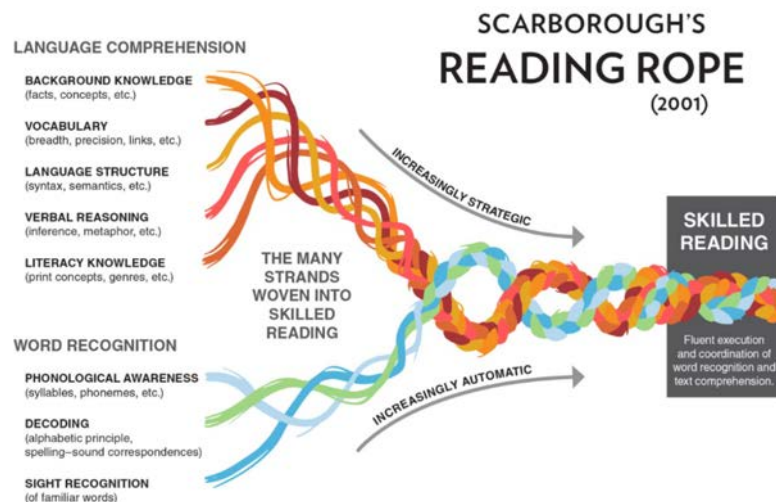 SCARBOROUGH'S
READING ROPE
(2001)
LANGUAGE COMPREHENSION
BACKGROUND KNOWLEDGE
(facts, concepts, etc.)
VOCABULARY
(breadth, precision, links, etc.)
LANGUAGE STRUCTURE
(syntax, semantics, etc.)
VERBAL REASONING
(inference, metaphor, etc.)
LITERACY KNOWLEDGE
(print concepts, genres, etc.)
THE MANY
STRANDS
WOVEN INTO
SKILLED
READING
WORD RECOGNITION
PHONOLOGICAL AWARENESS
(syllables, phonemes, etc.)
DECODING
(alphabetic principle,
spelling–sound correspondences)
SIGHT RECOGNITION
(of familiar words)
INCREASINGLY STRATEGIC
INCREASINGLY AUTOMATIC
SKILLED
READING
Fluent execution
and coordination of
word recognition and
text comprehension.